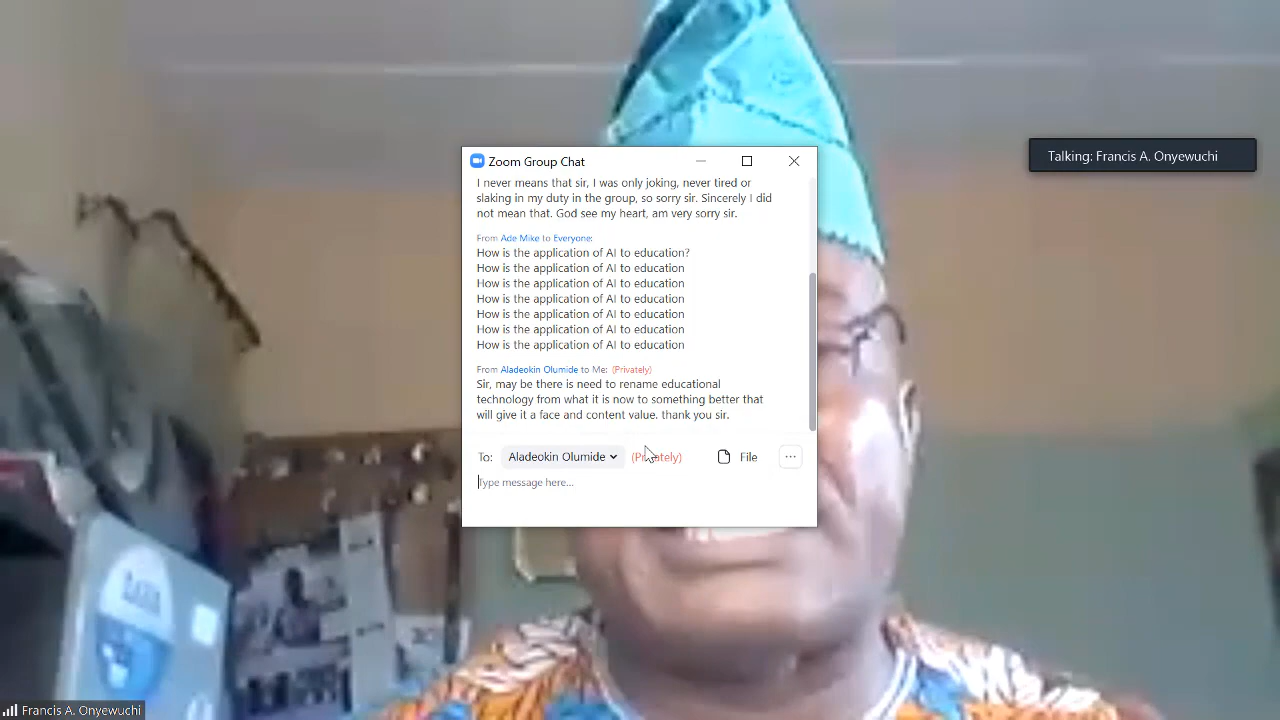 Zoom Group Chat
I never means that sir, I was only joking, never tired or
slaking in my duty in the group, so sorry sir. Sincerely I did
not mean that. God see my heart, am very sorry sir.
From Ade Mike to Everyone:
How is the application of AI to education?
How is the application of AI to education
How is the application of AI to education
How is the application of AI to education
How is the application of AI to education
How is the application of AI to education
How is the application of AI to education
From Aladeokin Olumide to Me: (Privately)
Sir, may be there is need to rename educational
technology from what it is now to something better that
will give it a face and content value. thank you sir.
To: Aladeokin Olumide (Privately) File
Type message here...
Talking: Francis A. Onyewuchi
Francis A. Onyewuchi